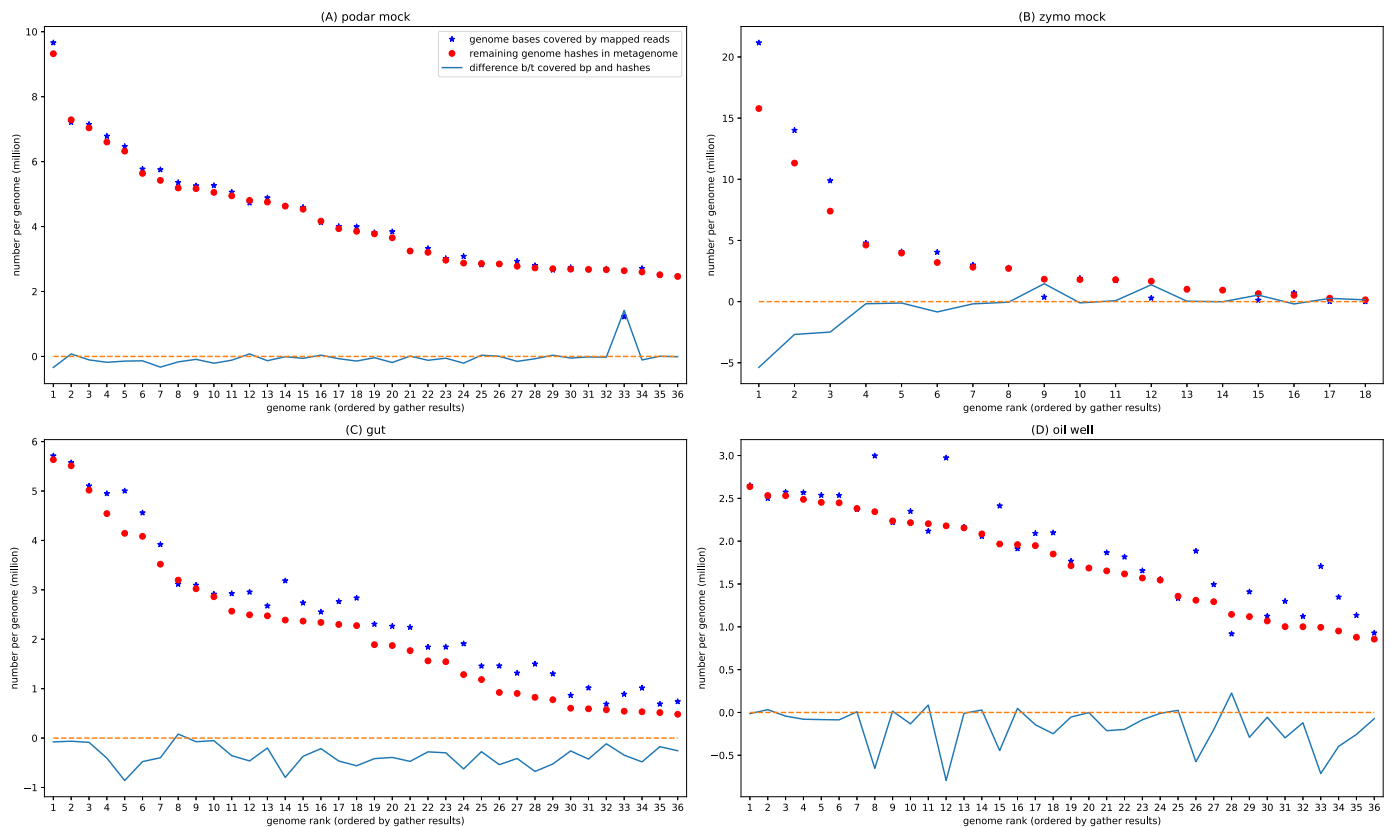 (A) podar mock
number per genome (million)
10
8
6
4
2
0
genome bases covered by mapped reads
remaining genome hashes in metagenome
difference b/t covered bp and hashes
1 2 3 4 5 6 7 8 9 10 11 12 13 14 15 16 17 18 19 20 21 22 23 24 25 26 27 28 29 30 31 32 33 34 35 36
genome rank (ordered by gather results)
(B) zymo mock
number per genome (million)
20
15
10
5
0
−5
1 2 3 4 5 6 7 8 9 10 11 12 13 14 15 16 17 18
genome rank (ordered by gather results)
(C) gut
number per genome (million)
6
5
4
3
2
1
0
−1
1 2 3 4 5 6 7 8 9 10 11 12 13 14 15 16 17 18 19 20 21 22 23 24 25 26 27 28 29 30 31 32 33 34 35 36
genome rank (ordered by gather results)
(D) oil well
number per genome (million)
3.0
2.5
2.0
1.5
1.0
0.5
0.0
−0.5
1 2 3 4 5 6 7 8 9 10 11 12 13 14 15 16 17 18 19 20 21 22 23 24 25 26 27 28 29 30 31 32 33 34 35 36
genome rank (ordered by gather results)